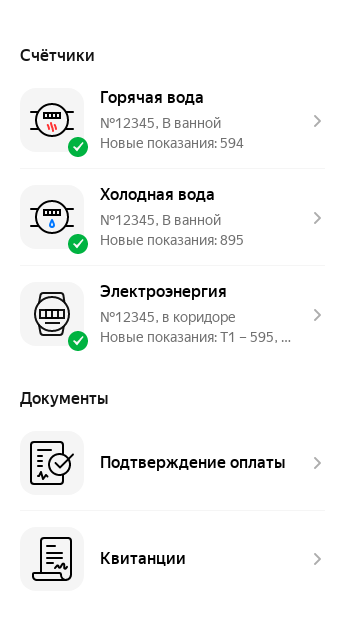 Счётчики
Горячая вода
№12345, В ванной
Новые показания: 594
Холодная вода
№12345, В ванной
Новые показания: 895
Электроэнергия
№12345, в коридоре
Новые показания: Т1 – 595, ...
Документы
Подтверждение оплаты
Квитанции